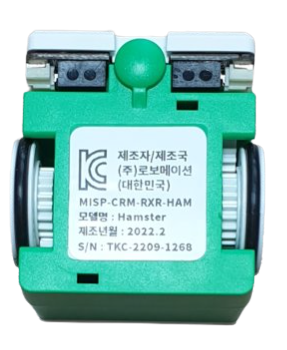 제조자/제조국
(주)로보메이션
(대한민국)
MISP-CRM-RXR-HAM
모델명 : Hamster
제조년월 : 2022.2
S/N : TKC-2209-1268